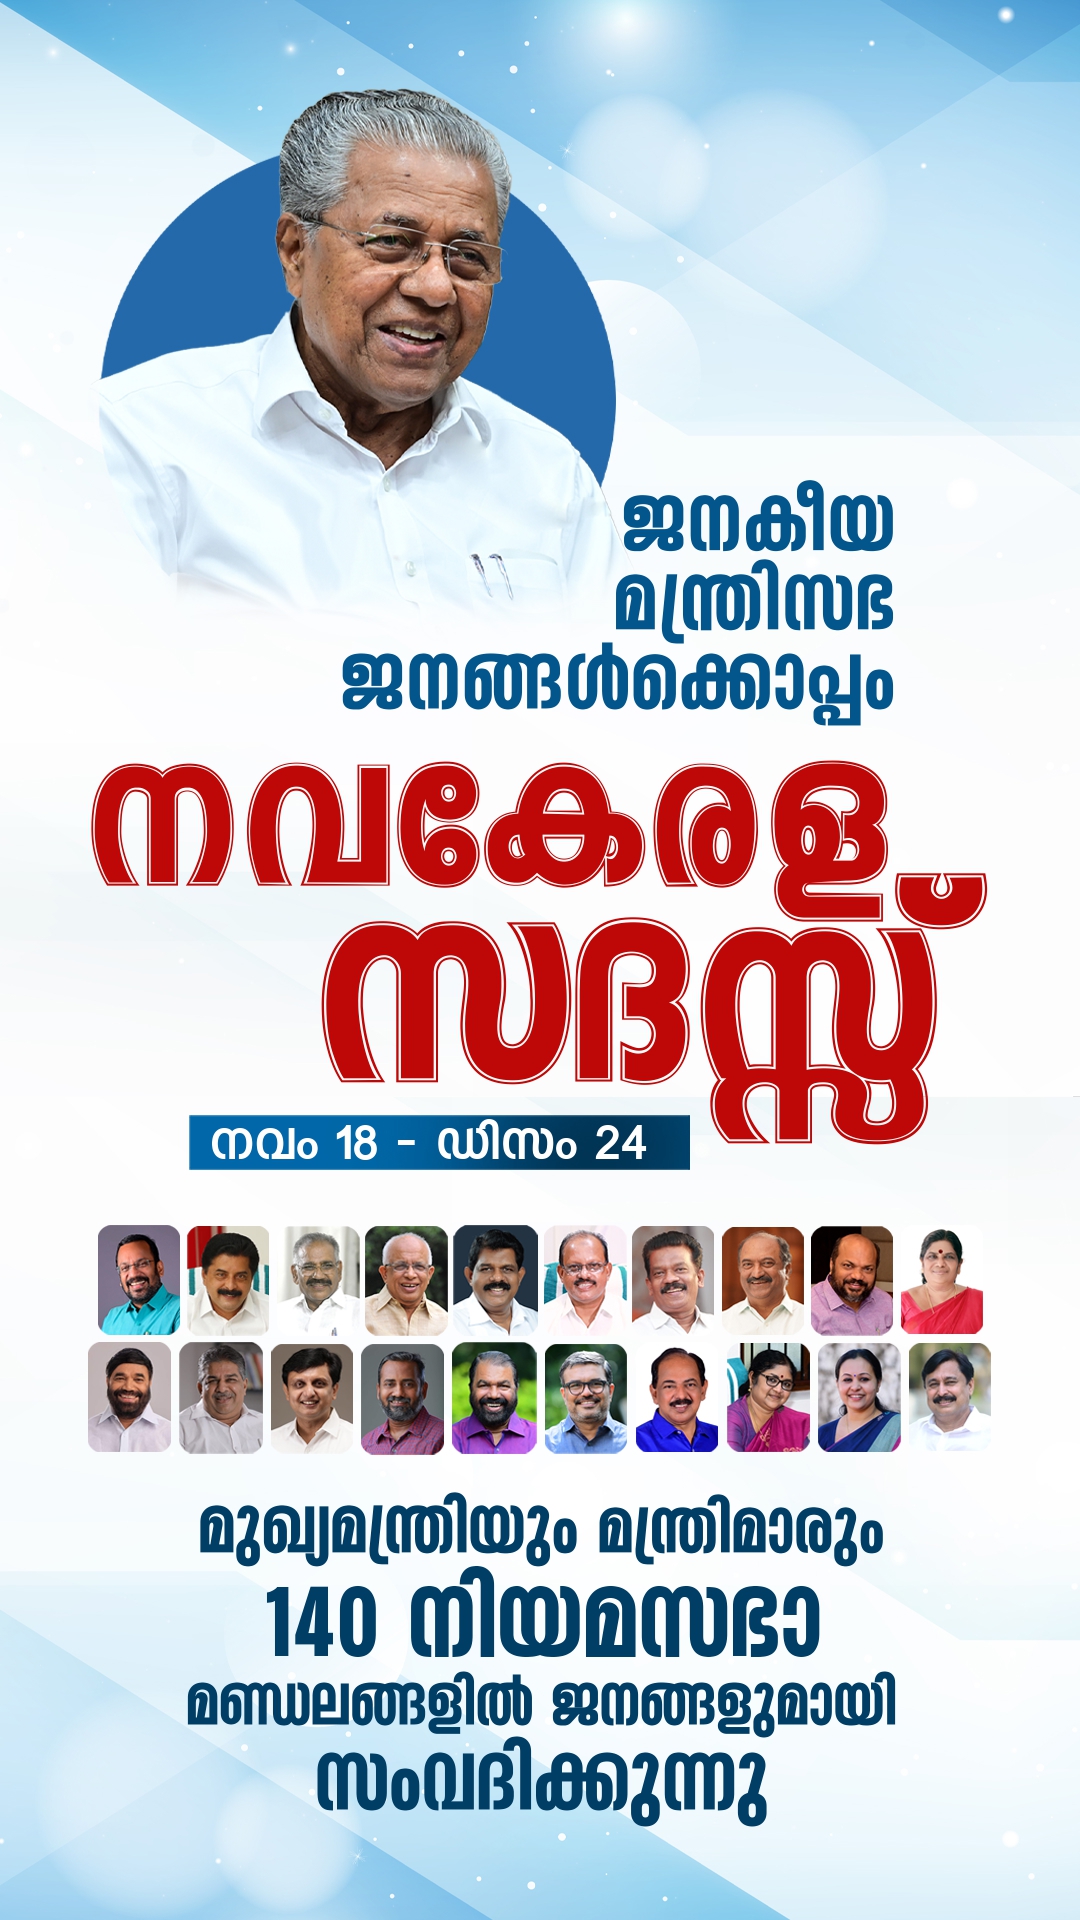 ജനകീയ
മന്ത്രിസഭ
ജനങ്ങൾക്കൊപ്പം
നവകേരള
സദസ്സ്
നവം 18 - ഡിസം 24
മുഖ്യമന്ത്രിയും മന്ത്രിമാരും
140 നിയമസഭാ
മണ്ഡലങ്ങളിൽ ജനങ്ങളുമായി
സംവദിക്കുന്നു